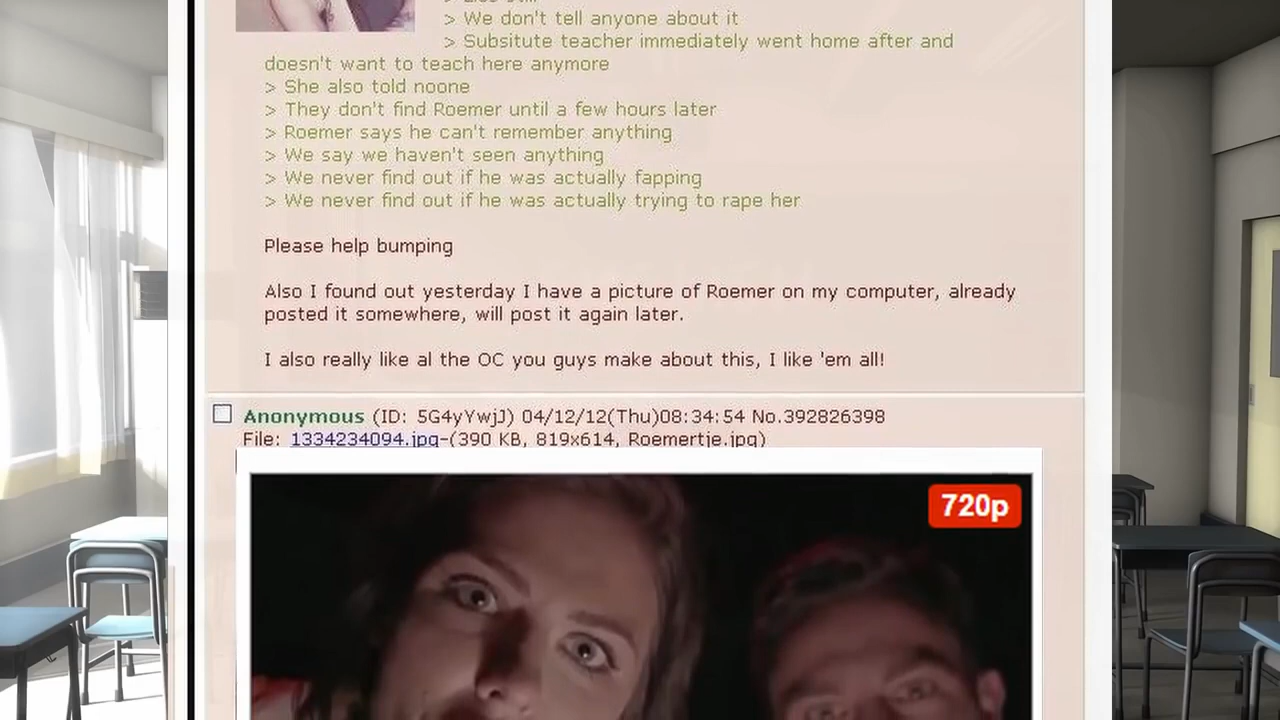 > We don't tell anyone about it
> Subsitute teacher immediately went home after and
doesn't want to teach here anymore
> She also told noone
> They don't find Roemer until a few hours later
> Roemer says he can't remember anything
> We say we haven't seen anything
> We never find out if he was actually fapping
> We never find out if he was actually trying to rape her
Please help bumping
Also I found out yesterday I have a picture of Roemer on my computer, already
posted it somewhere, will post it again later.
I also really like al the OC you guys make about this, I like 'em all!
Anonymous (ID: 5G4yYwjJ) 04/12/12(Thu)08:34:54 No.392826398
File: 1334234094.jpg-(390 KB, 819x614, Roemertje.jpg)
720p